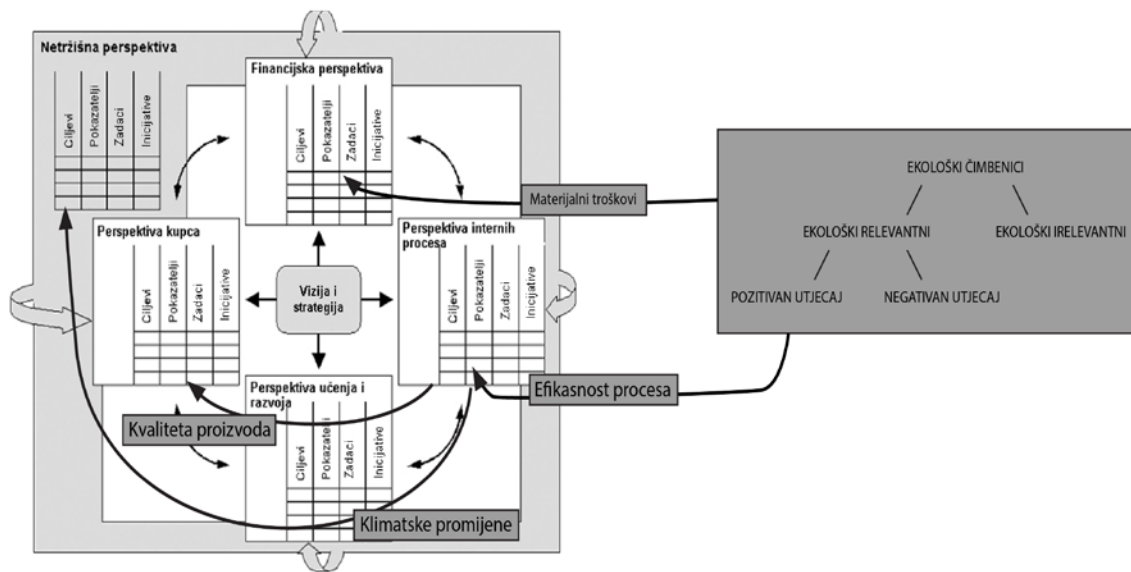 Netržišna perspektiva
Ciljevi
Pokazatelji
Zadaci
Inicijative
Financijska perspektiva
Ciljevi
Pokazatelji
Zadaci
Inicijative
Materijalni troškovi
EKOLOŠKI ČIMBENICI
EKOLOŠKI RELEVANTNI
EKOLOŠKI IRELEVANTNI
POZITIVAN UTJECAJ
NEGATIVAN UTJECAJ
Perspektiva kupca
Ciljevi
Pokazatelji
Zadaci
Inicijative
Vizija i
strategija
Perspektiva internih
procesa
Ciljevi
Pokazatelji
Zadaci
Inicijative
Efikasnost procesa
Perspektiva učenja i
razvoja
Ciljevi
Pokazatelji
Zadaci
Inicijative
Kvaliteta proizvoda
Klimatske promijene